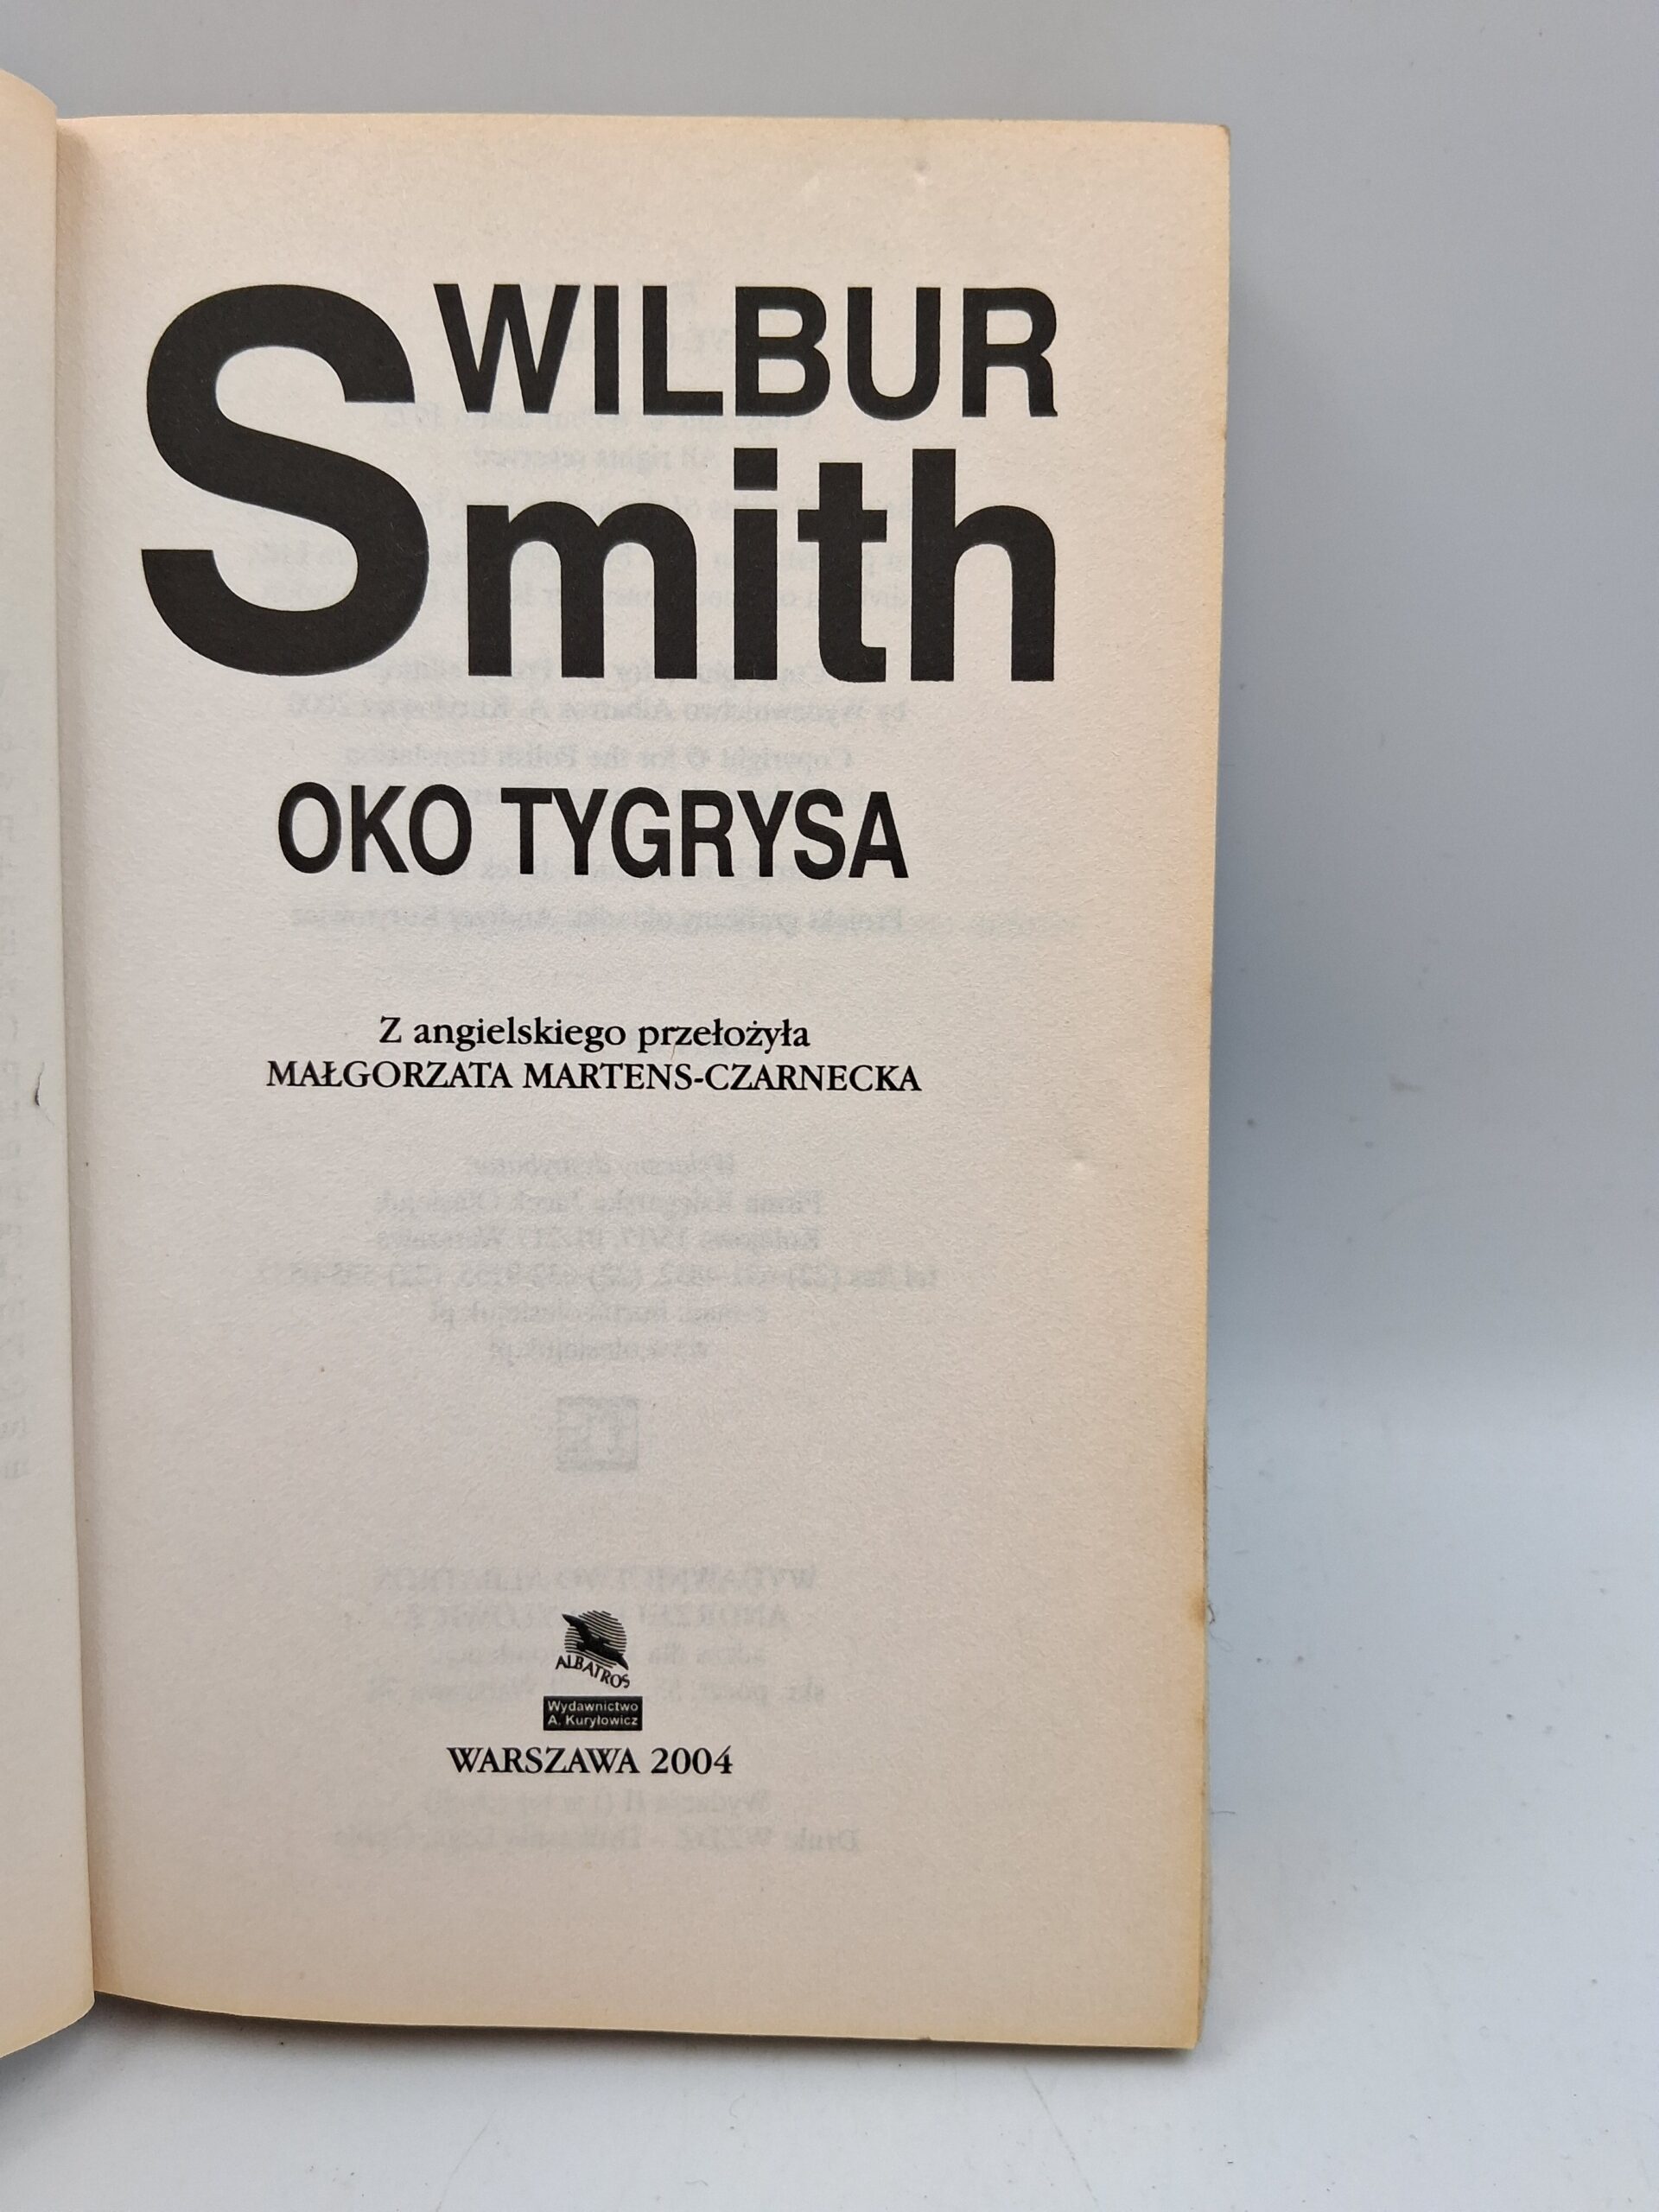 WILBUR
Smith
OKO TYGRYSA
Z angielskiego przełożyła
MAŁGORZATA MARTENS-CZARNECKA
ALBATROS
Wydawnictwo
A. Kuryłowicz
WARSZAWA 2004